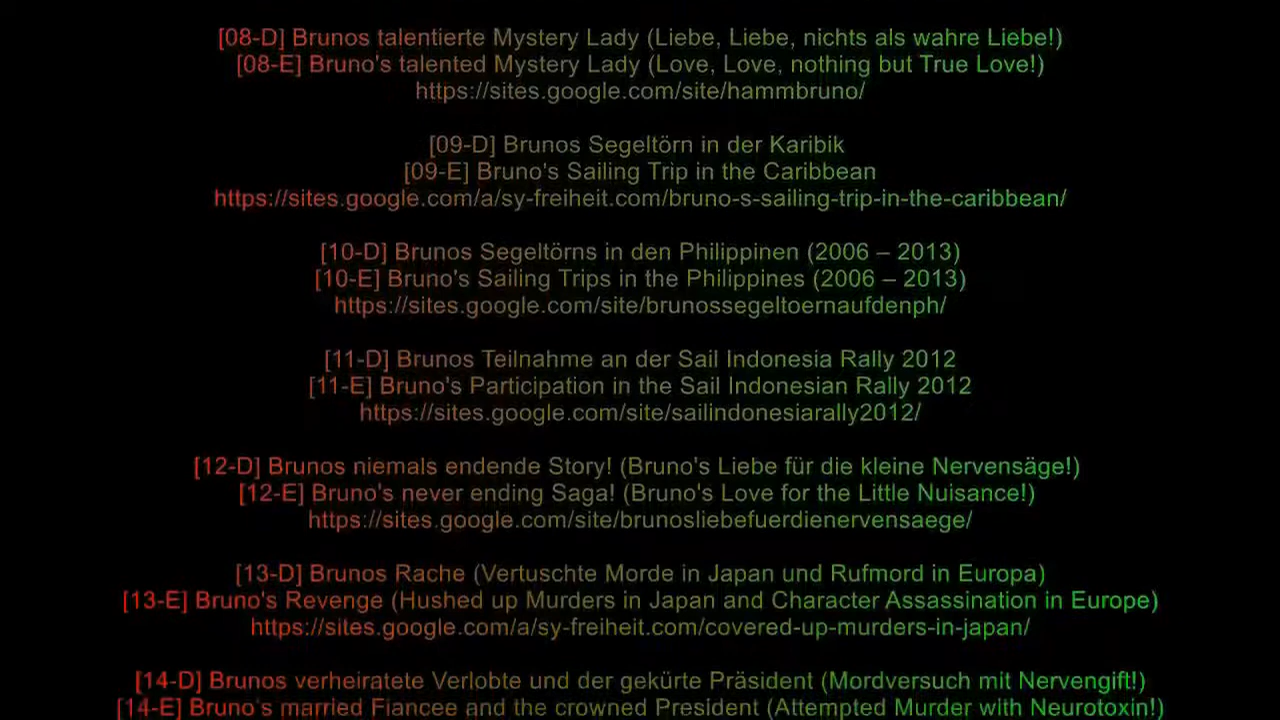 [08-D] Brunos talentierte Mystery Lady (Liebe, Liebe, nichts als wahre Liebe!)
[08-E] Bruno's talented Mystery Lady (Love, Love, nothing but True Love!)
https://sites.google.com/site/hammbruno/
[09-D] Brunos Segeltörn in der Karibik
[09-E] Bruno's Sailing Trip in the Caribbean
https://sites.google.com/a/sy-freiheit.com/bruno-s-sailing-trip-in-the-caribbean/
[10-D] Brunos Segeltörns in den Philippinen (2006 – 2013)
[10-E] Bruno's Sailing Trips in the Philippines (2006 – 2013)
https://sites.google.com/site/brunossegeltoernaufdenph/
[11-D] Brunos Teilnahme an der Sail Indonesia Rally 2012
[11-E] Bruno's Participation in the Sail Indonesian Rally 2012
https://sites.google.com/site/sailindonesiarally2012/
[12-D] Brunos niemals endende Story! (Bruno's Liebe für die kleine Nervensäge!)
[12-E] Bruno's never ending Saga! (Bruno's Love for the Little Nuisance!)
https://sites.google.com/site/brunosliebefuerdienervensaege/
[13-D] Brunos Rache (Vertuschte Morde in Japan und Rufmord in Europa)
[13-E] Bruno's Revenge (Hushed up Murders in Japan and Character Assassination in Europe)
https://sites.google.com/a/sy-freiheit.com/covered-up-murders-in-japan/
[14-D] Brunos verheiratete Verlobte und der gekürte Präsident (Mordversuch mit Nervengift!)
[14-E] Bruno's married Fiancee and the crowned President (Attempted Murder with Neurotoxin!)